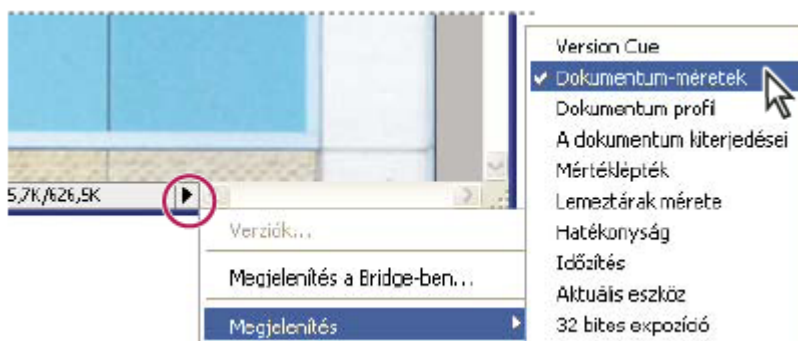 5,7K/626,5K
Verziók...
Megjelenítés a Bridge-ben...
Megjelenítés
Version Cue
Dokumentum-méretek
Dokumentum profil
A dokumentum kiterjedései
Mértéklépték
Lemeztárak mérete
Hatékonyság
Időzítés
Aktuális eszköz
32 bites expozíció